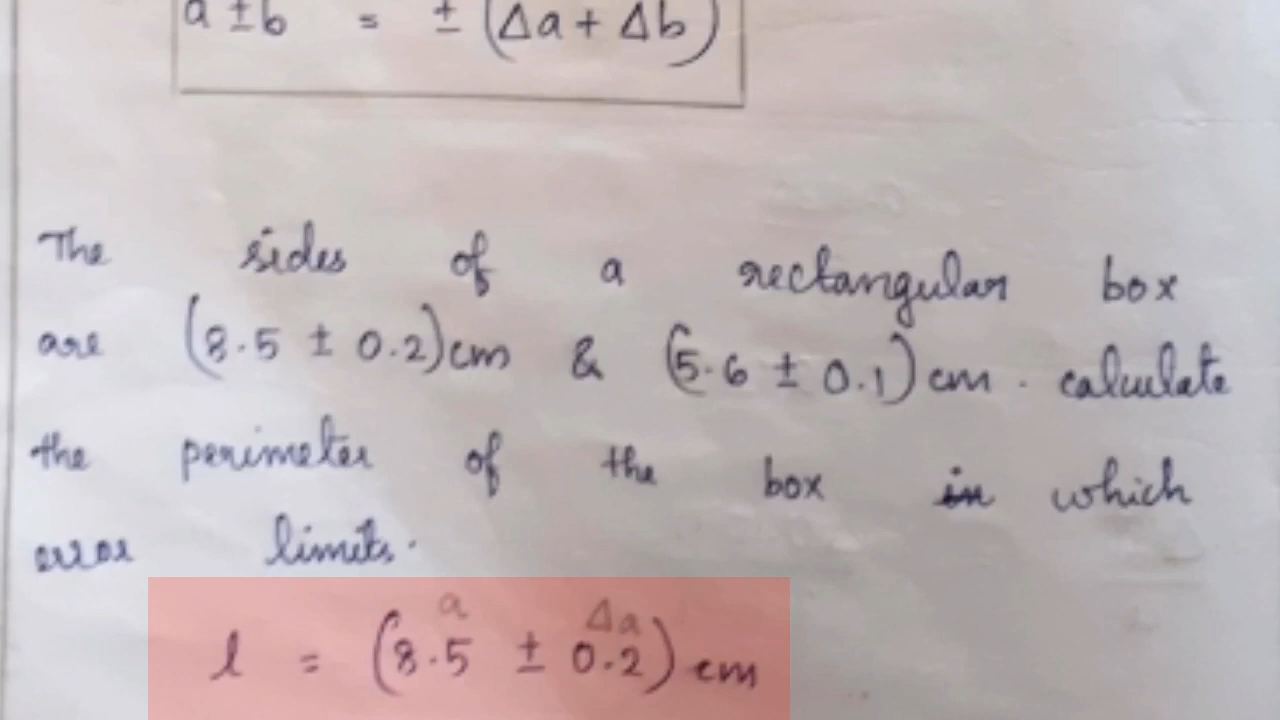 a ± b = ± (Δa + Δb)
The sides of a rectangular box
are (8.5 ± 0.2)cm & (5.6 ± 0.1) cm. calculate
the perimeter of the box in which
error limits.
a Δa
l = (8.5 ± 0.2) cm